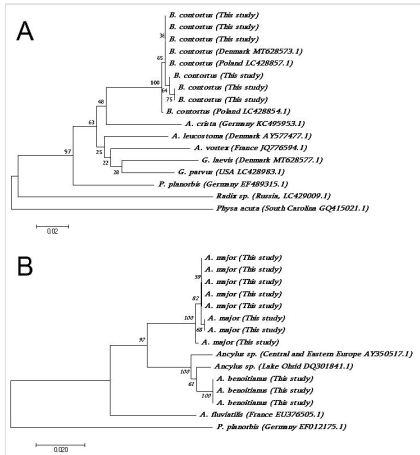 A
B. contortus (This study)
36
B. contortus (This study)
B. contortus (This study)
B. contortus (Denmark MT628573.1)
65
B. contortus (Poland LC428857.1)
B. contortus (This study)
100
B. contortus (This study)
64
B. contortus (This study)
75
48
B. contortus (Poland LC428854.1)
A. crista (Germany KC495953.1)
63
A. leucostoma (Denmark AY577477.1)
A. vortex (France JQ776594.1)
25
G. laevis (Denmark MT628577.1)
22
97
G. parvus (USA LC428983.1)
28
P. planorbis (Germany EF489315.1)
Radix sp. (Russia, LC429009.1)
Physa acuta (South Carolina GQ415021.1)
0.02
B
A. major (This study)
A. major (This study)
59
A. major (This study)
A. major (This study)
82
A. major (This study)
A. major (This study)
100
A. major (This study)
68
A. major (This study)
97
Ancylus sp. (Central and Eastern Europe AY350517.1)
Ancylus sp. (Lake Ohrid DQ301841.1)
100
A. benoitianus (This study)
61
A. benoitianus (This study)
100
A. benoitianus (This study)
A. fluviatilis (France EU376505.1)
P. planorbis (Germany EF012175.1)
0.020